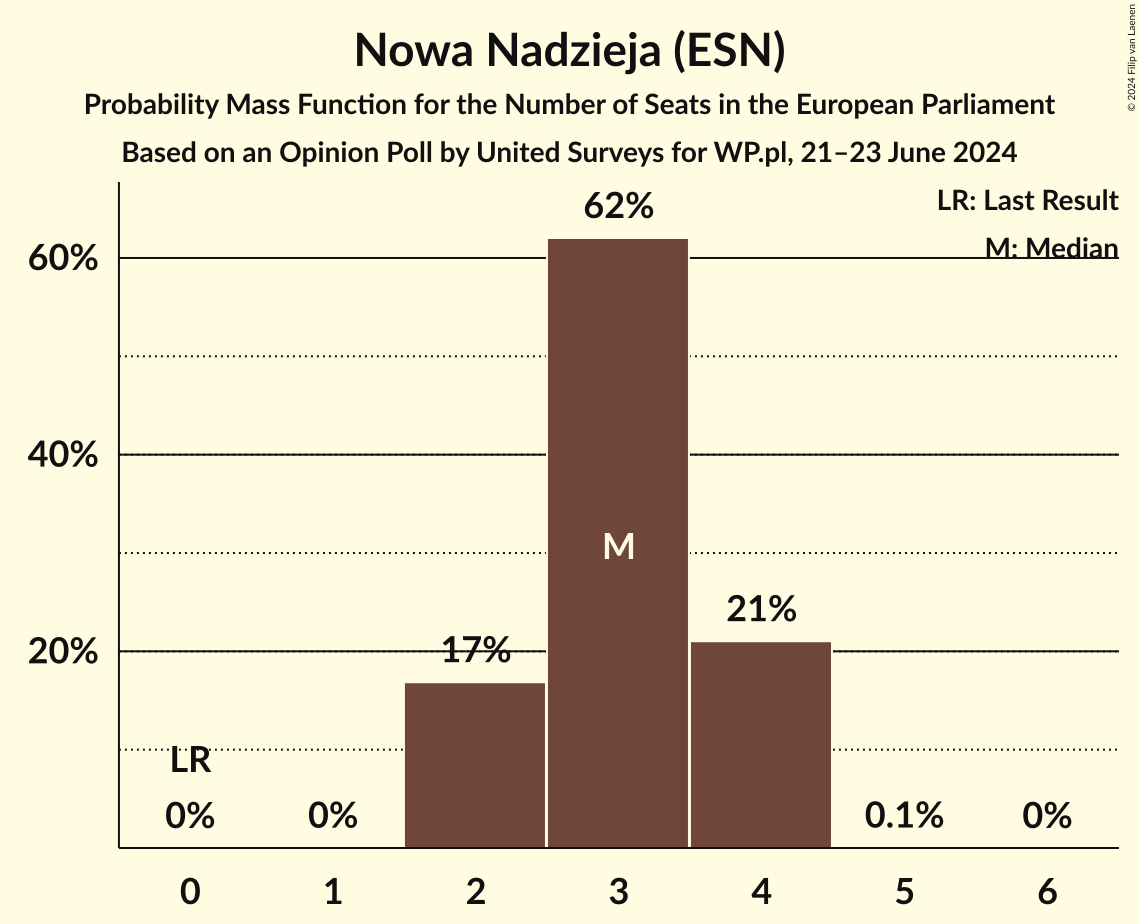 Nowa Nadzieja (ESN)
Probability Mass Function for the Number of Seats in the European Parliament
Based on an Opinion Poll by United Surveys for WP.pl, 21–23 June 2024
© 2024 Filip van Laenen
LR: Last Result
M: Median
62%
60%
40%
M
21%
17%
20%
LR
0%
0%
0.1%
0%
0
1
2
3
4
5
6